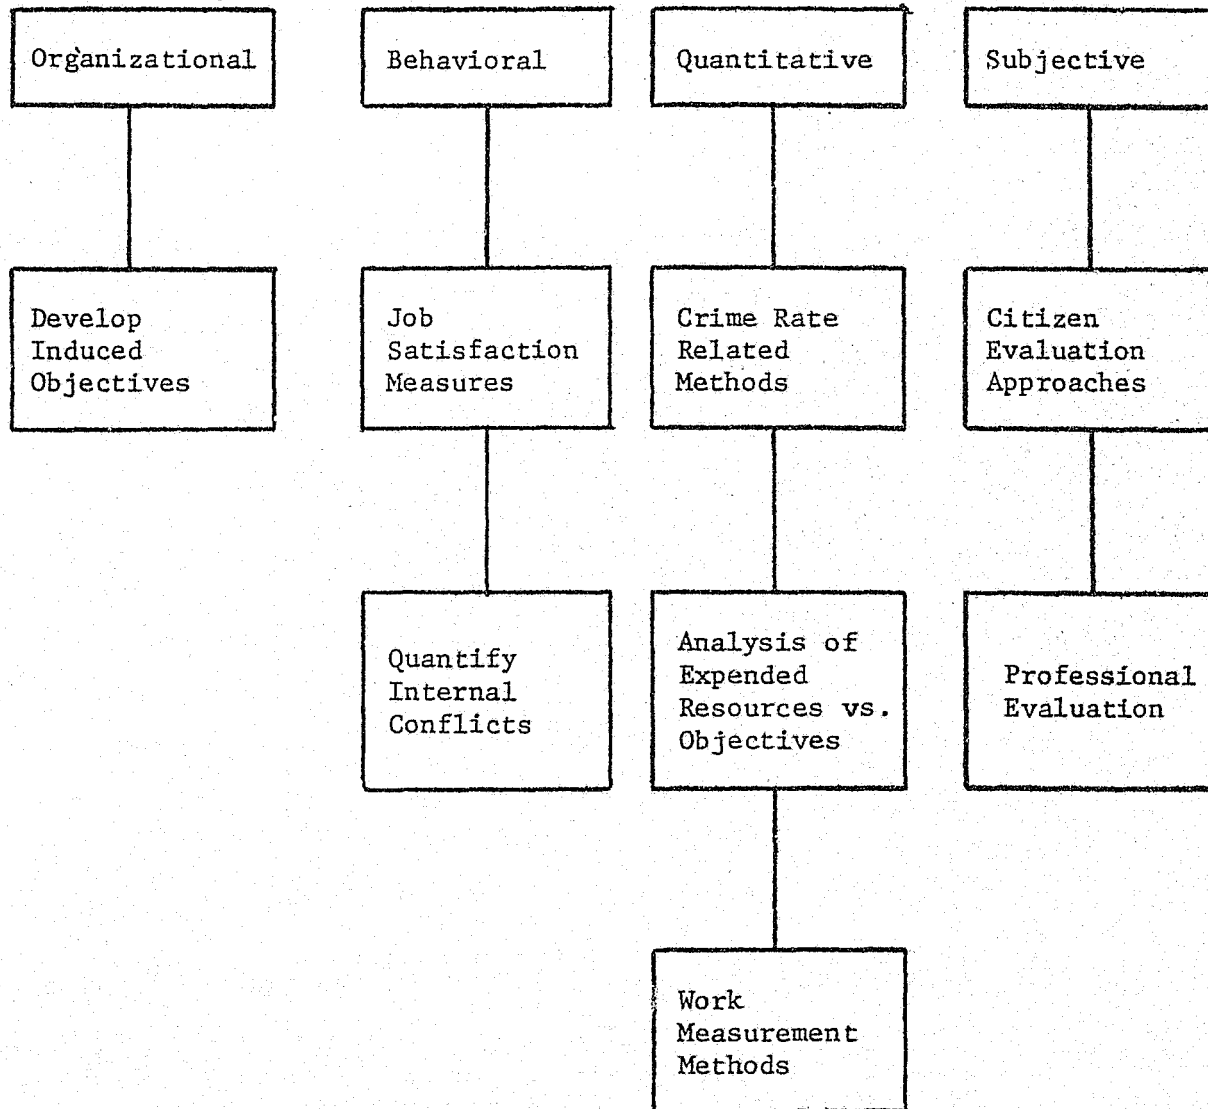 Organizational
Behavioral
Quantitative
Subjective
Develop
Induced
Objectives
Job
Satisfaction
Measures
Crime Rate
Related
Methods
Citizen
Evaluation
Approaches
Quantify
Internal
Conflicts
Analysis of
Expended
Resources vs.
Objectives
Professional
Evaluation
Work
Measurement
Methods